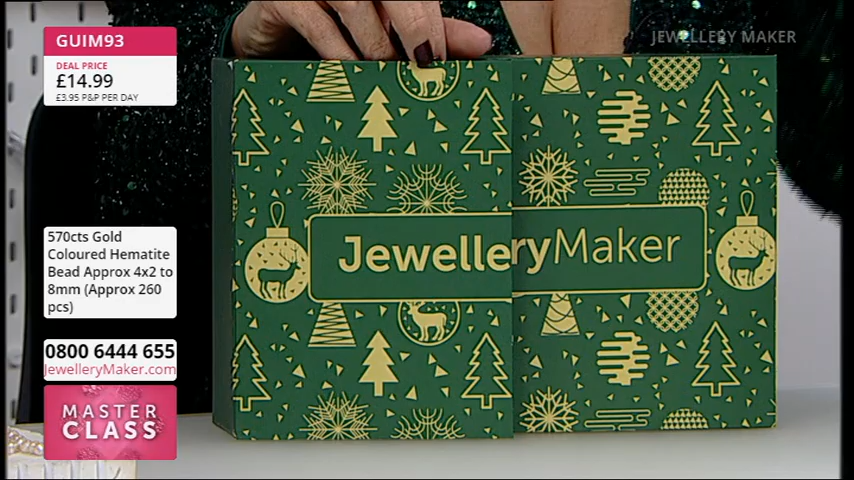 GUIM93
DEAL PRICE
£14.99
£3.95 P&P PER DAY
JEWELLERY MAKER
JewelleryMaker
570cts Gold
Coloured Hematite
Bead Approx 4x2 to
8mm (Approx 260
pcs)
0800 6444 655
JewelleryMaker.com
MASTER
CLASS